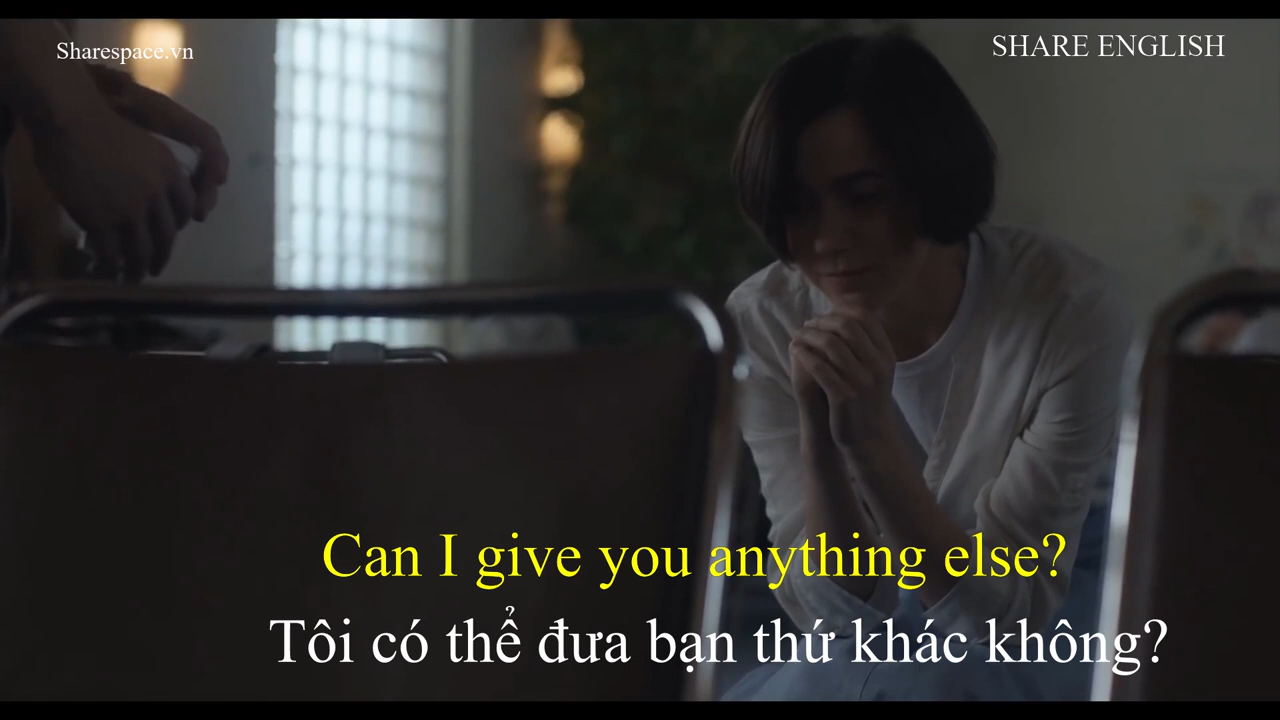 Sharespace.vn
SHARE ENGLISH
Can I give you anything else?
Tôi có thể đưa bạn thứ khác không?